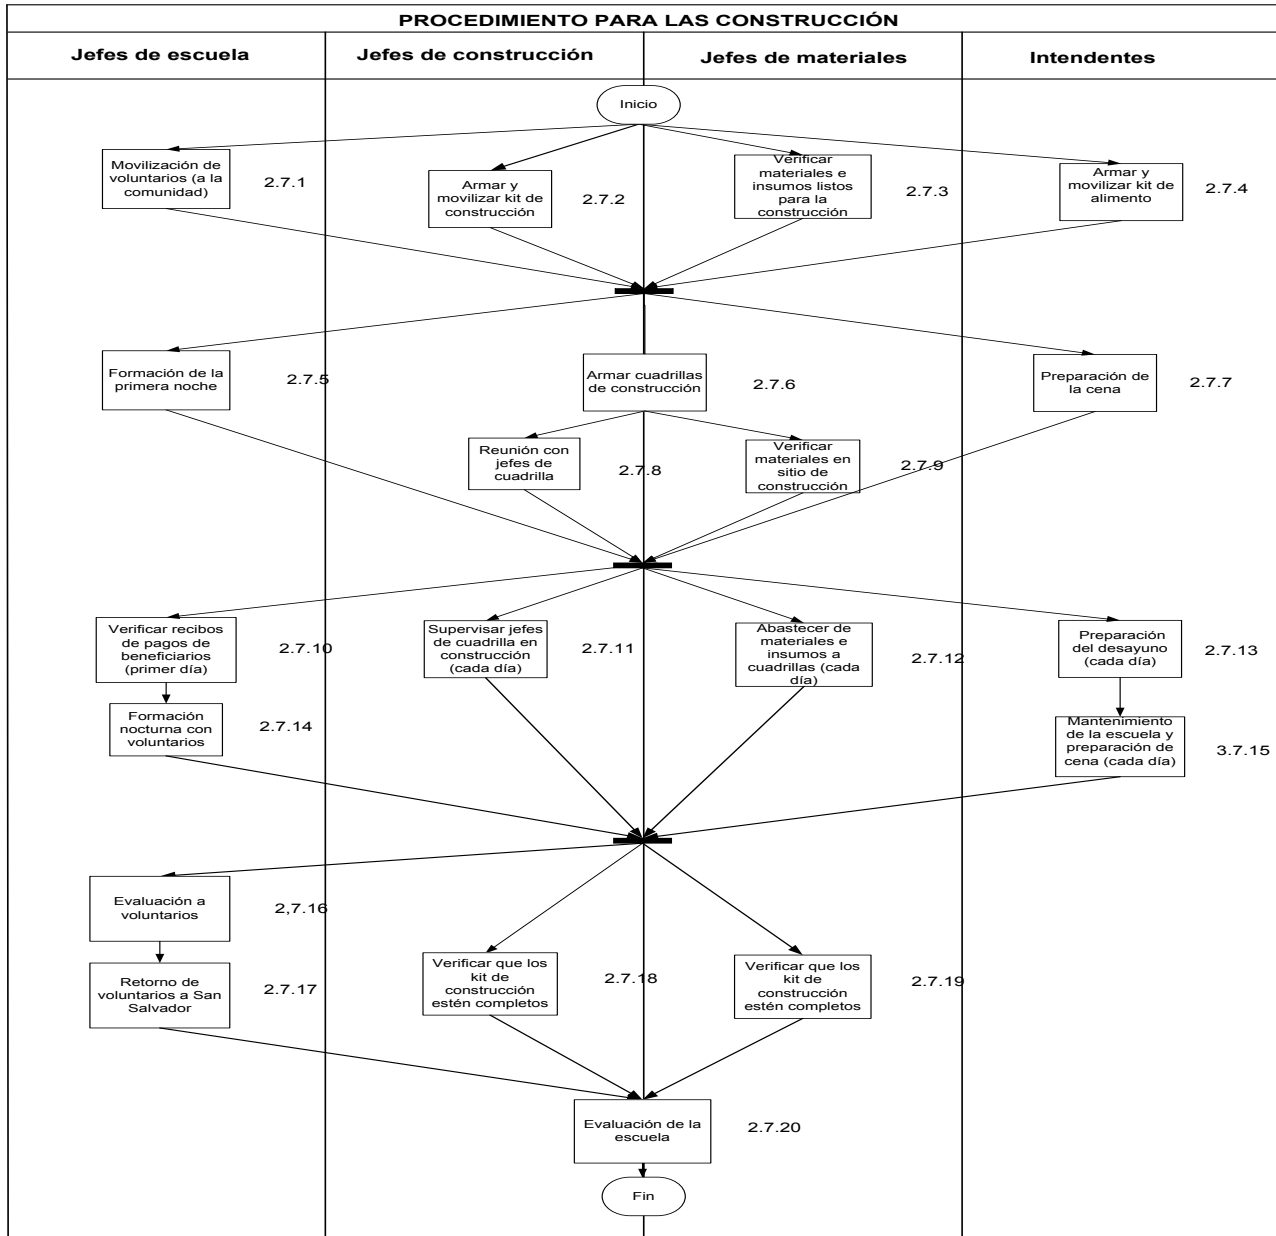 PROCEDIMIENTO PARA LAS CONSTRUCCIÓN
Jefes de escuela
Jefes de construcción
Jefes de materiales
Intendentes
Inicio
Movilización de
voluntarios (a la
comunidad)
2.7.1
Armar y
movilizar kit de
construcción
2.7.2
Verificar
materiales e
insumos listos
para la
construcción
2.7.3
Armar y
movilizar kit de
alimento
2.7.4
Formación de la
primera noche
2.7.5
Armar cuadrillas
de construcción
2.7.6
Preparación de
la cena
2.7.7
Reunión con
jefes de
cuadrilla
2.7.8
Verificar
materiales en
sitio de
construcción
2.7.9
Verificar recibos
de pagos de
beneficiarios
(primer día)
2.7.10
Supervisar jefes
de cuadrilla en
construcción
(cada día)
2.7.11
Abastecer de
materiales e
insumos a
cuadrillas (cada
día)
2.7.12
Preparación
del desayuno
(cada día)
2.7.13
Formación
nocturna con
voluntarios
2.7.14
Mantenimiento
de la escuela y
preparación de
cena (cada día)
3.7.15
Evaluación a
voluntarios
2,7.16
Retorno de
voluntarios a San
Salvador
2.7.17
Verificar que los
kit de
construcción
estén completos
2.7.18
Verificar que los
kit de
construcción
estén completos
2.7.19
Evaluación de la
escuela
2.7.20
Fin